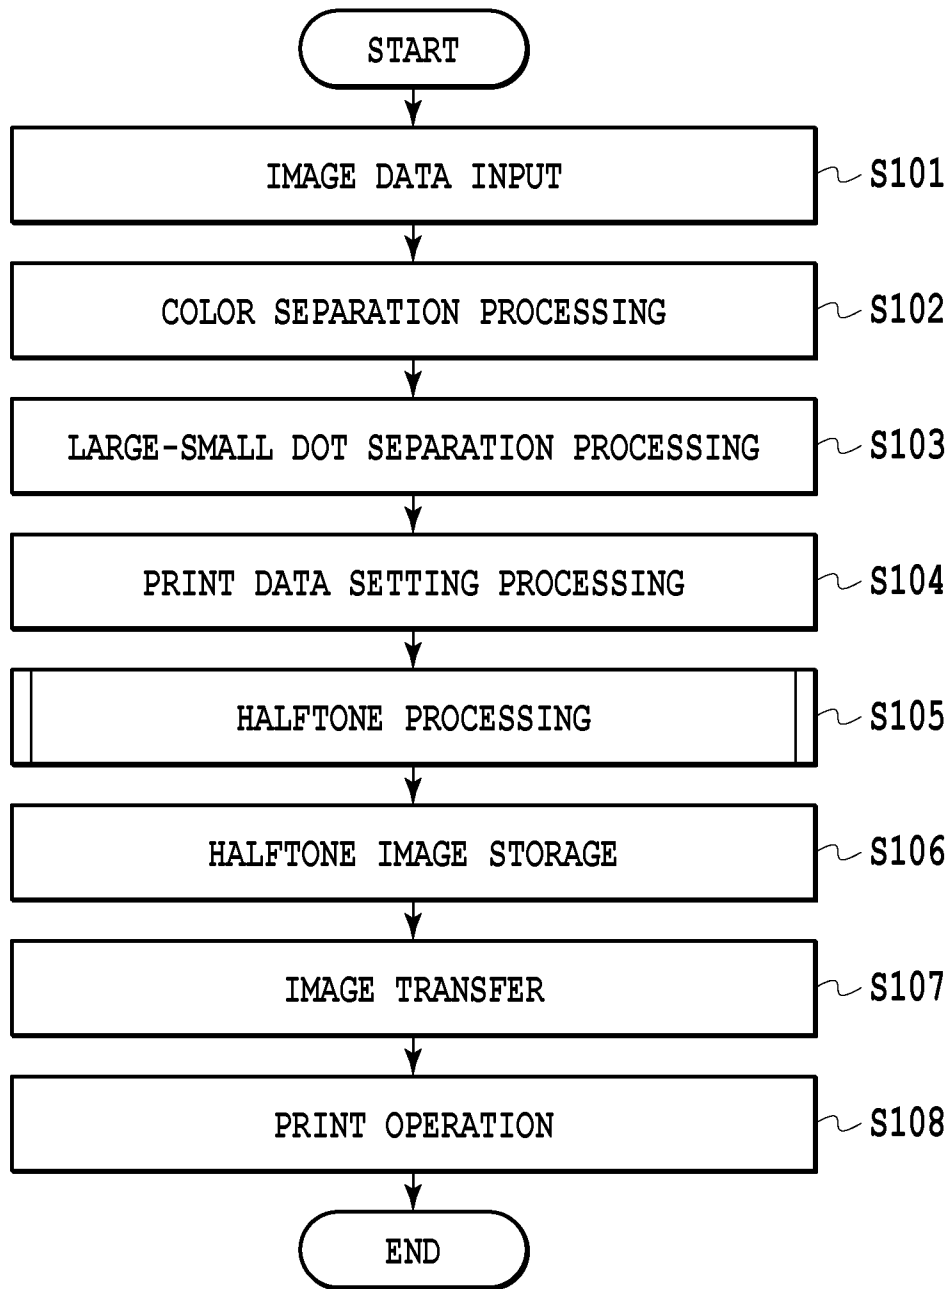 START
IMAGE DATA INPUT
S101
COLOR SEPARATION PROCESSING
S102
LARGE-SMALL DOT SEPARATION PROCESSING
S103
PRINT DATA SETTING PROCESSING
S104
HALFTONE PROCESSING
S105
HALFTONE IMAGE STORAGE
S106
IMAGE TRANSFER
S107
PRINT OPERATION
S108
END